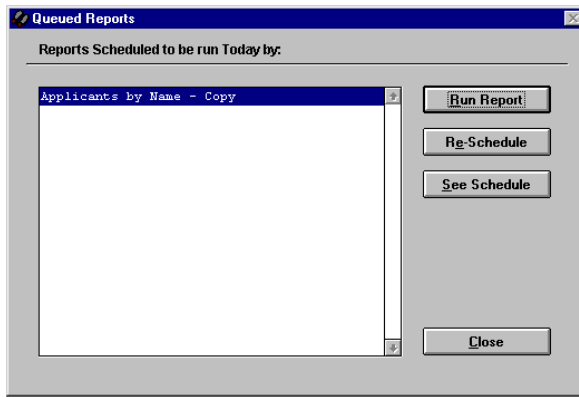 Queued Reports
Reports Scheduled to be run Today by:
Applicants by Name - Copy
Run Report
Re-Schedule
See Schedule
Close